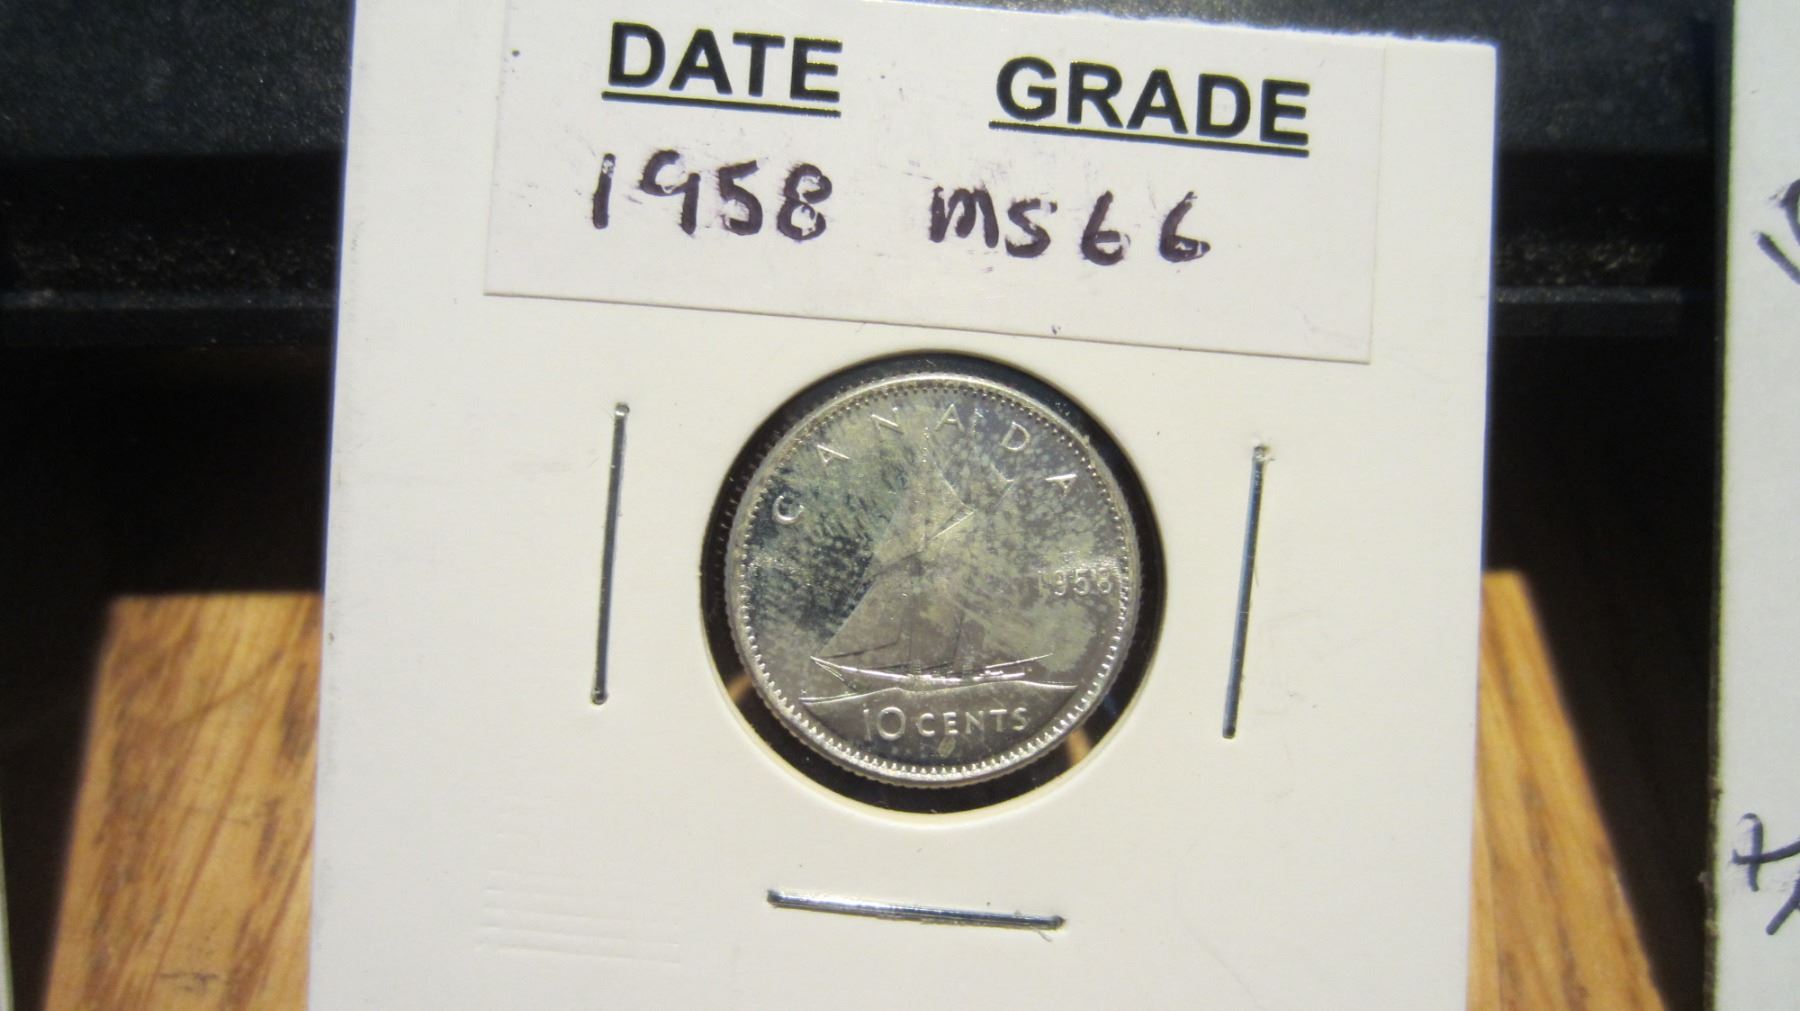 DATE GRADE
1958 MS66
CANADA
1958
10 CENTS